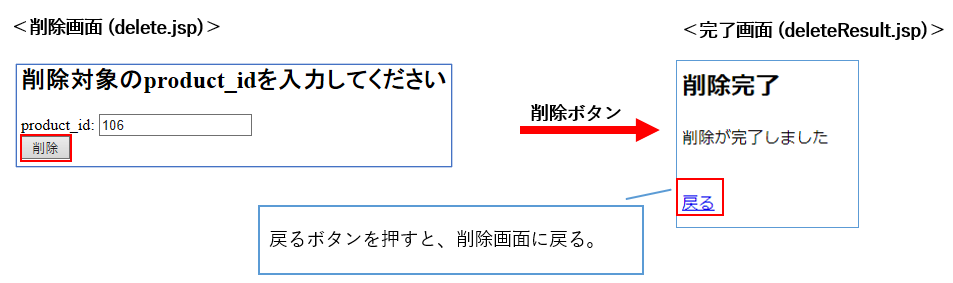 ＜削除画面（delete.jsp)＞
＜完了画面（deleteResult.jsp)＞
削除対象のproduct_idを入力してください
product_id: 106
削除
削除ボタン
削除完了
削除が完了しました
戻る
戻るボタンを押すと、削除画面に戻る。